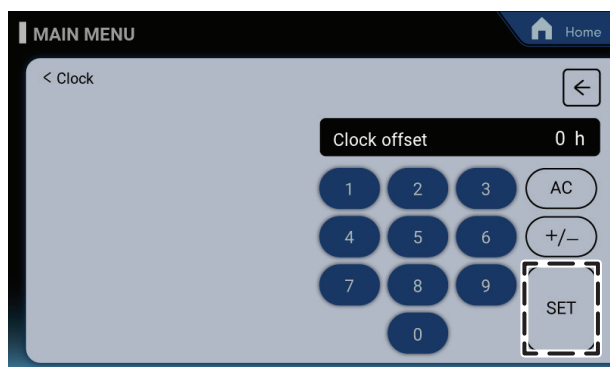 MAIN MENU
Home
< Clock
←
Clock offset 0 h
1 2 3 AC
4 5 6 +/−
7 8 9 SET
0